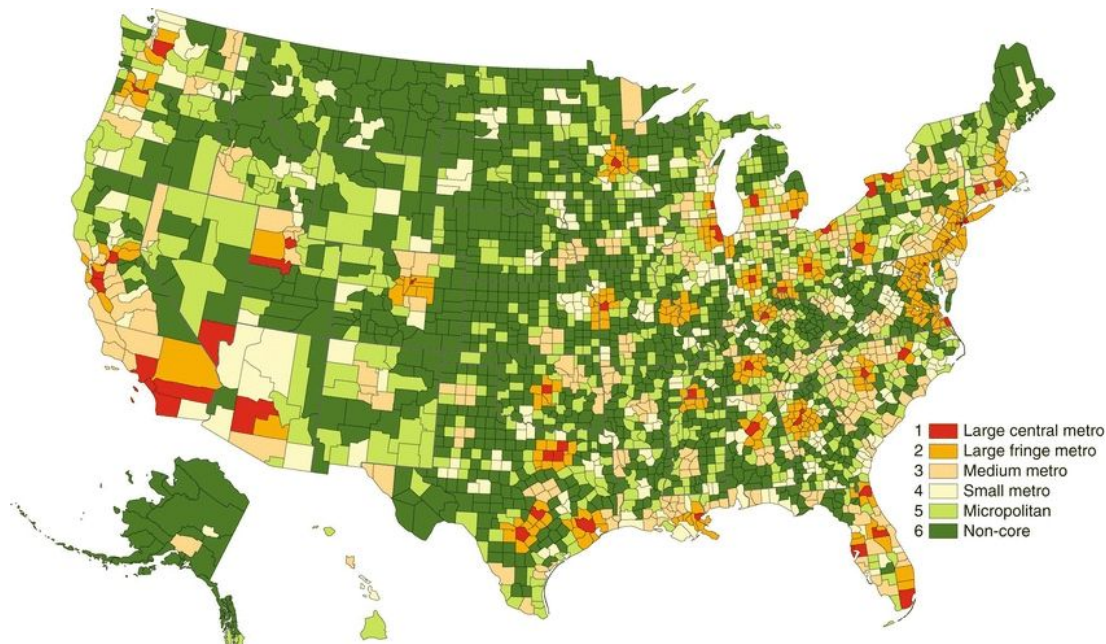 1 Large central metro
2 Large fringe metro
3 Medium metro
4 Small metro
5 Micropolitan
6 Non-core